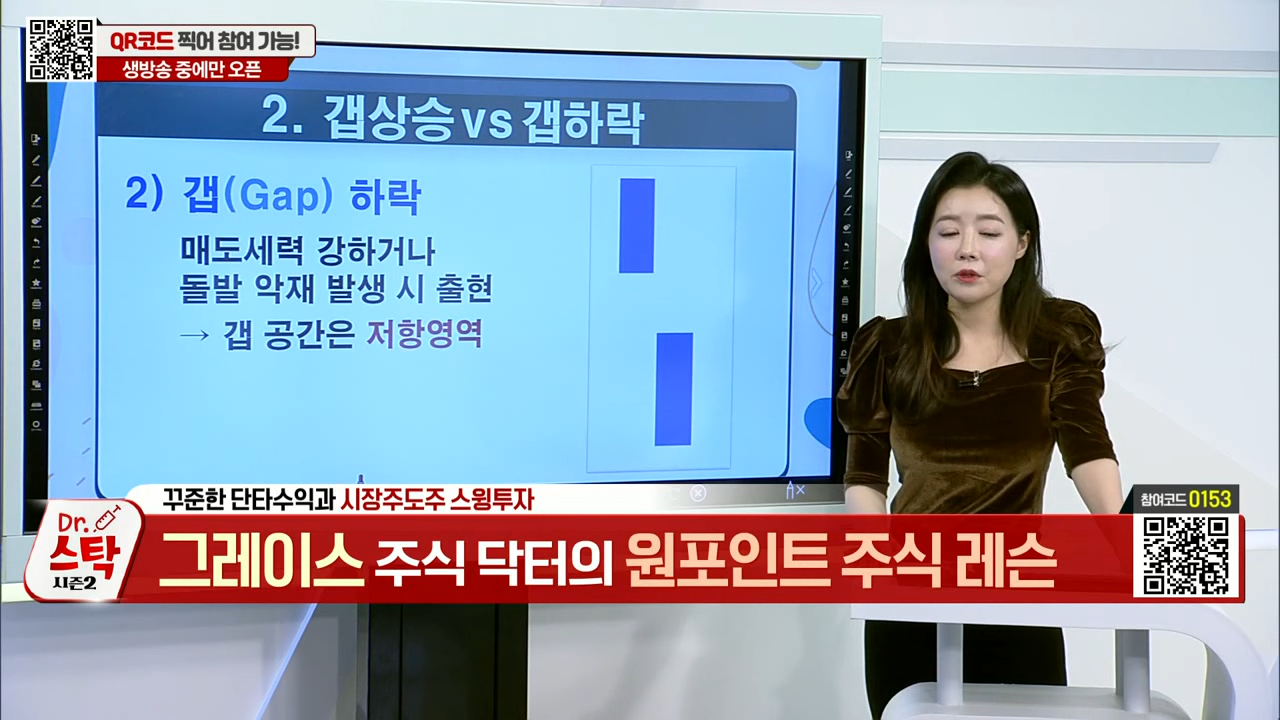 QR코드 찍어 참여 가능!
생방송 중에만 오픈
2. 갭상승 vs 갭하락
2) 갭(Gap) 하락
매도세력 강하거나
돌발 악재 발생 시 출현
→ 갭 공간은 저항영역
꾸준한 단타수익과 시장주도주 스윙투자
Dr.
스탁
시즌2
그레이스 주식 닥터의 원포인트 주식 레슨
참여코드 0153